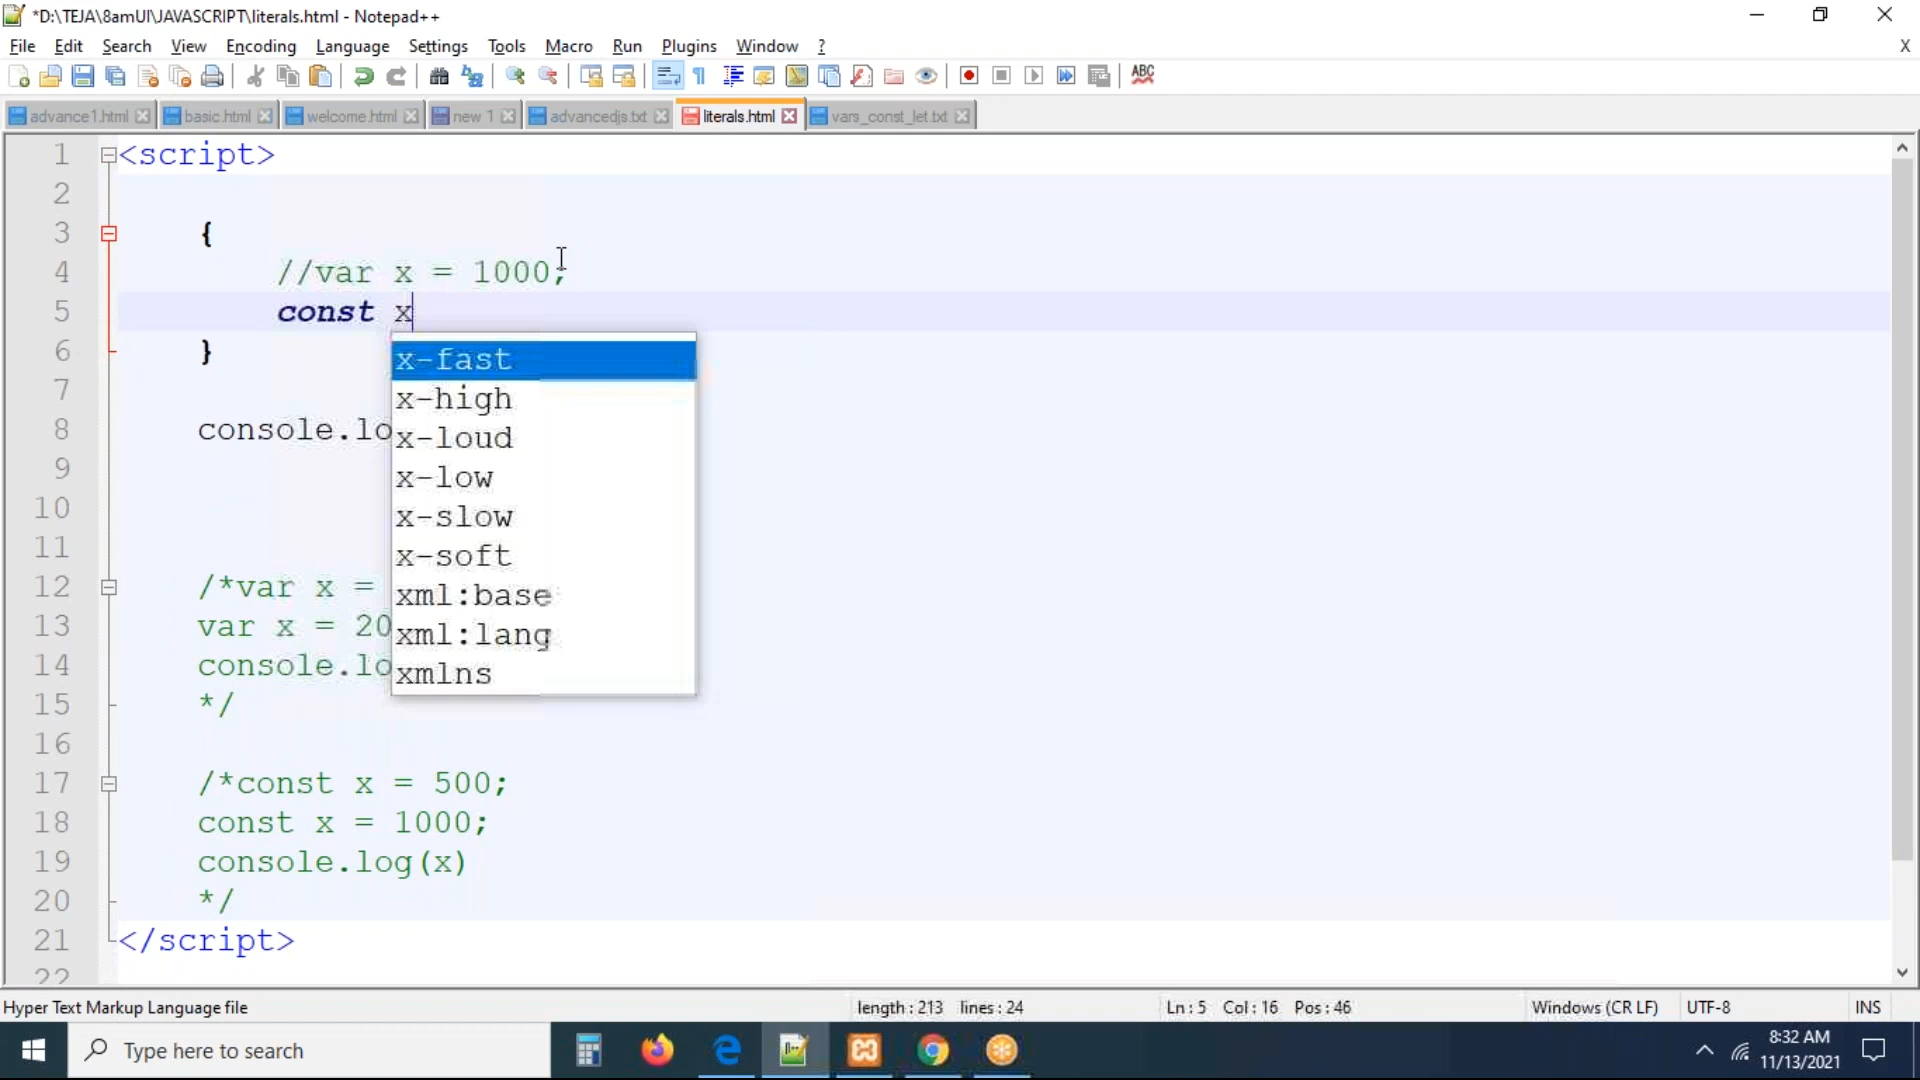 *D:\TEJA\8amUI\JAVASCRIPT\literals.html - Notepad++
File Edit Search View Encoding Language Settings Tools Macro Run Plugins Window ? X
ABC
advance1.html basic.html welcome.html new 1 advancedjs.txt literals.html vars_const_let.txt
1 <script>
2
3 {
4 //var x = 1000;
5 const x
6 }
7
8 console.lo
9
10
11
12 /*var x =
13 var x = 20
14 console.lo
15 */
16
17 /*const x = 500;
18 const x = 1000;
19 console.log(x)
20 */
21 </script>
22
x-fast
x-high
x-loud
x-low
x-slow
x-soft
xml:base
xml:lang
xmlns
Hyper Text Markup Language file length : 213 lines : 24 Ln : 5 Col : 16 Pos : 46 Windows (CR LF) UTF-8 INS
Type here to search
8:32 AM
11/13/2021